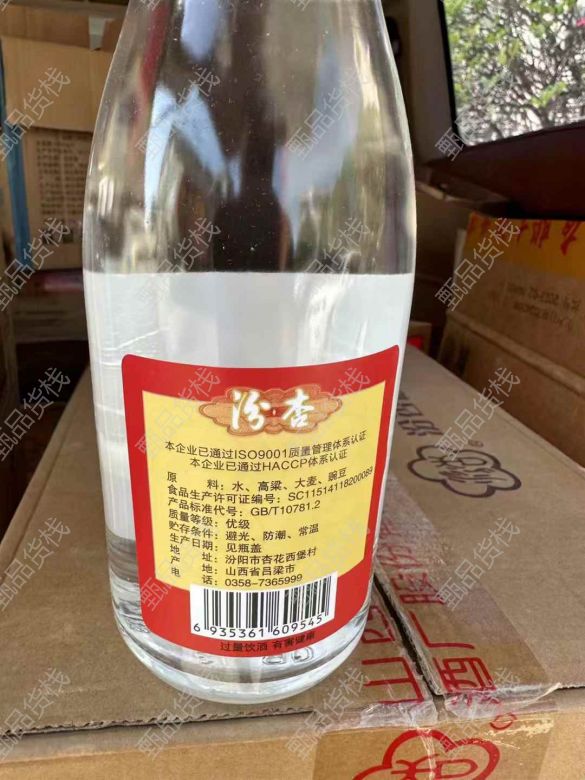 汾杏
本企业已通过ISO9001质量管理体系认证
本企业已通过HACCP体系认证
原 料：水、高粱、大麦、豌豆
食品生产许可证编号：SC11514118200089
产品标准代号：GB/T10781.2
质量等级：优级
贮存条件：避光、防潮、常温
生产日期：见瓶盖
地 址：汾阳市杏花西堡村
产 地：山西省吕梁市
电 话：0358-7365999
6 935361 609545
过量饮酒 有害健康
甄品货栈